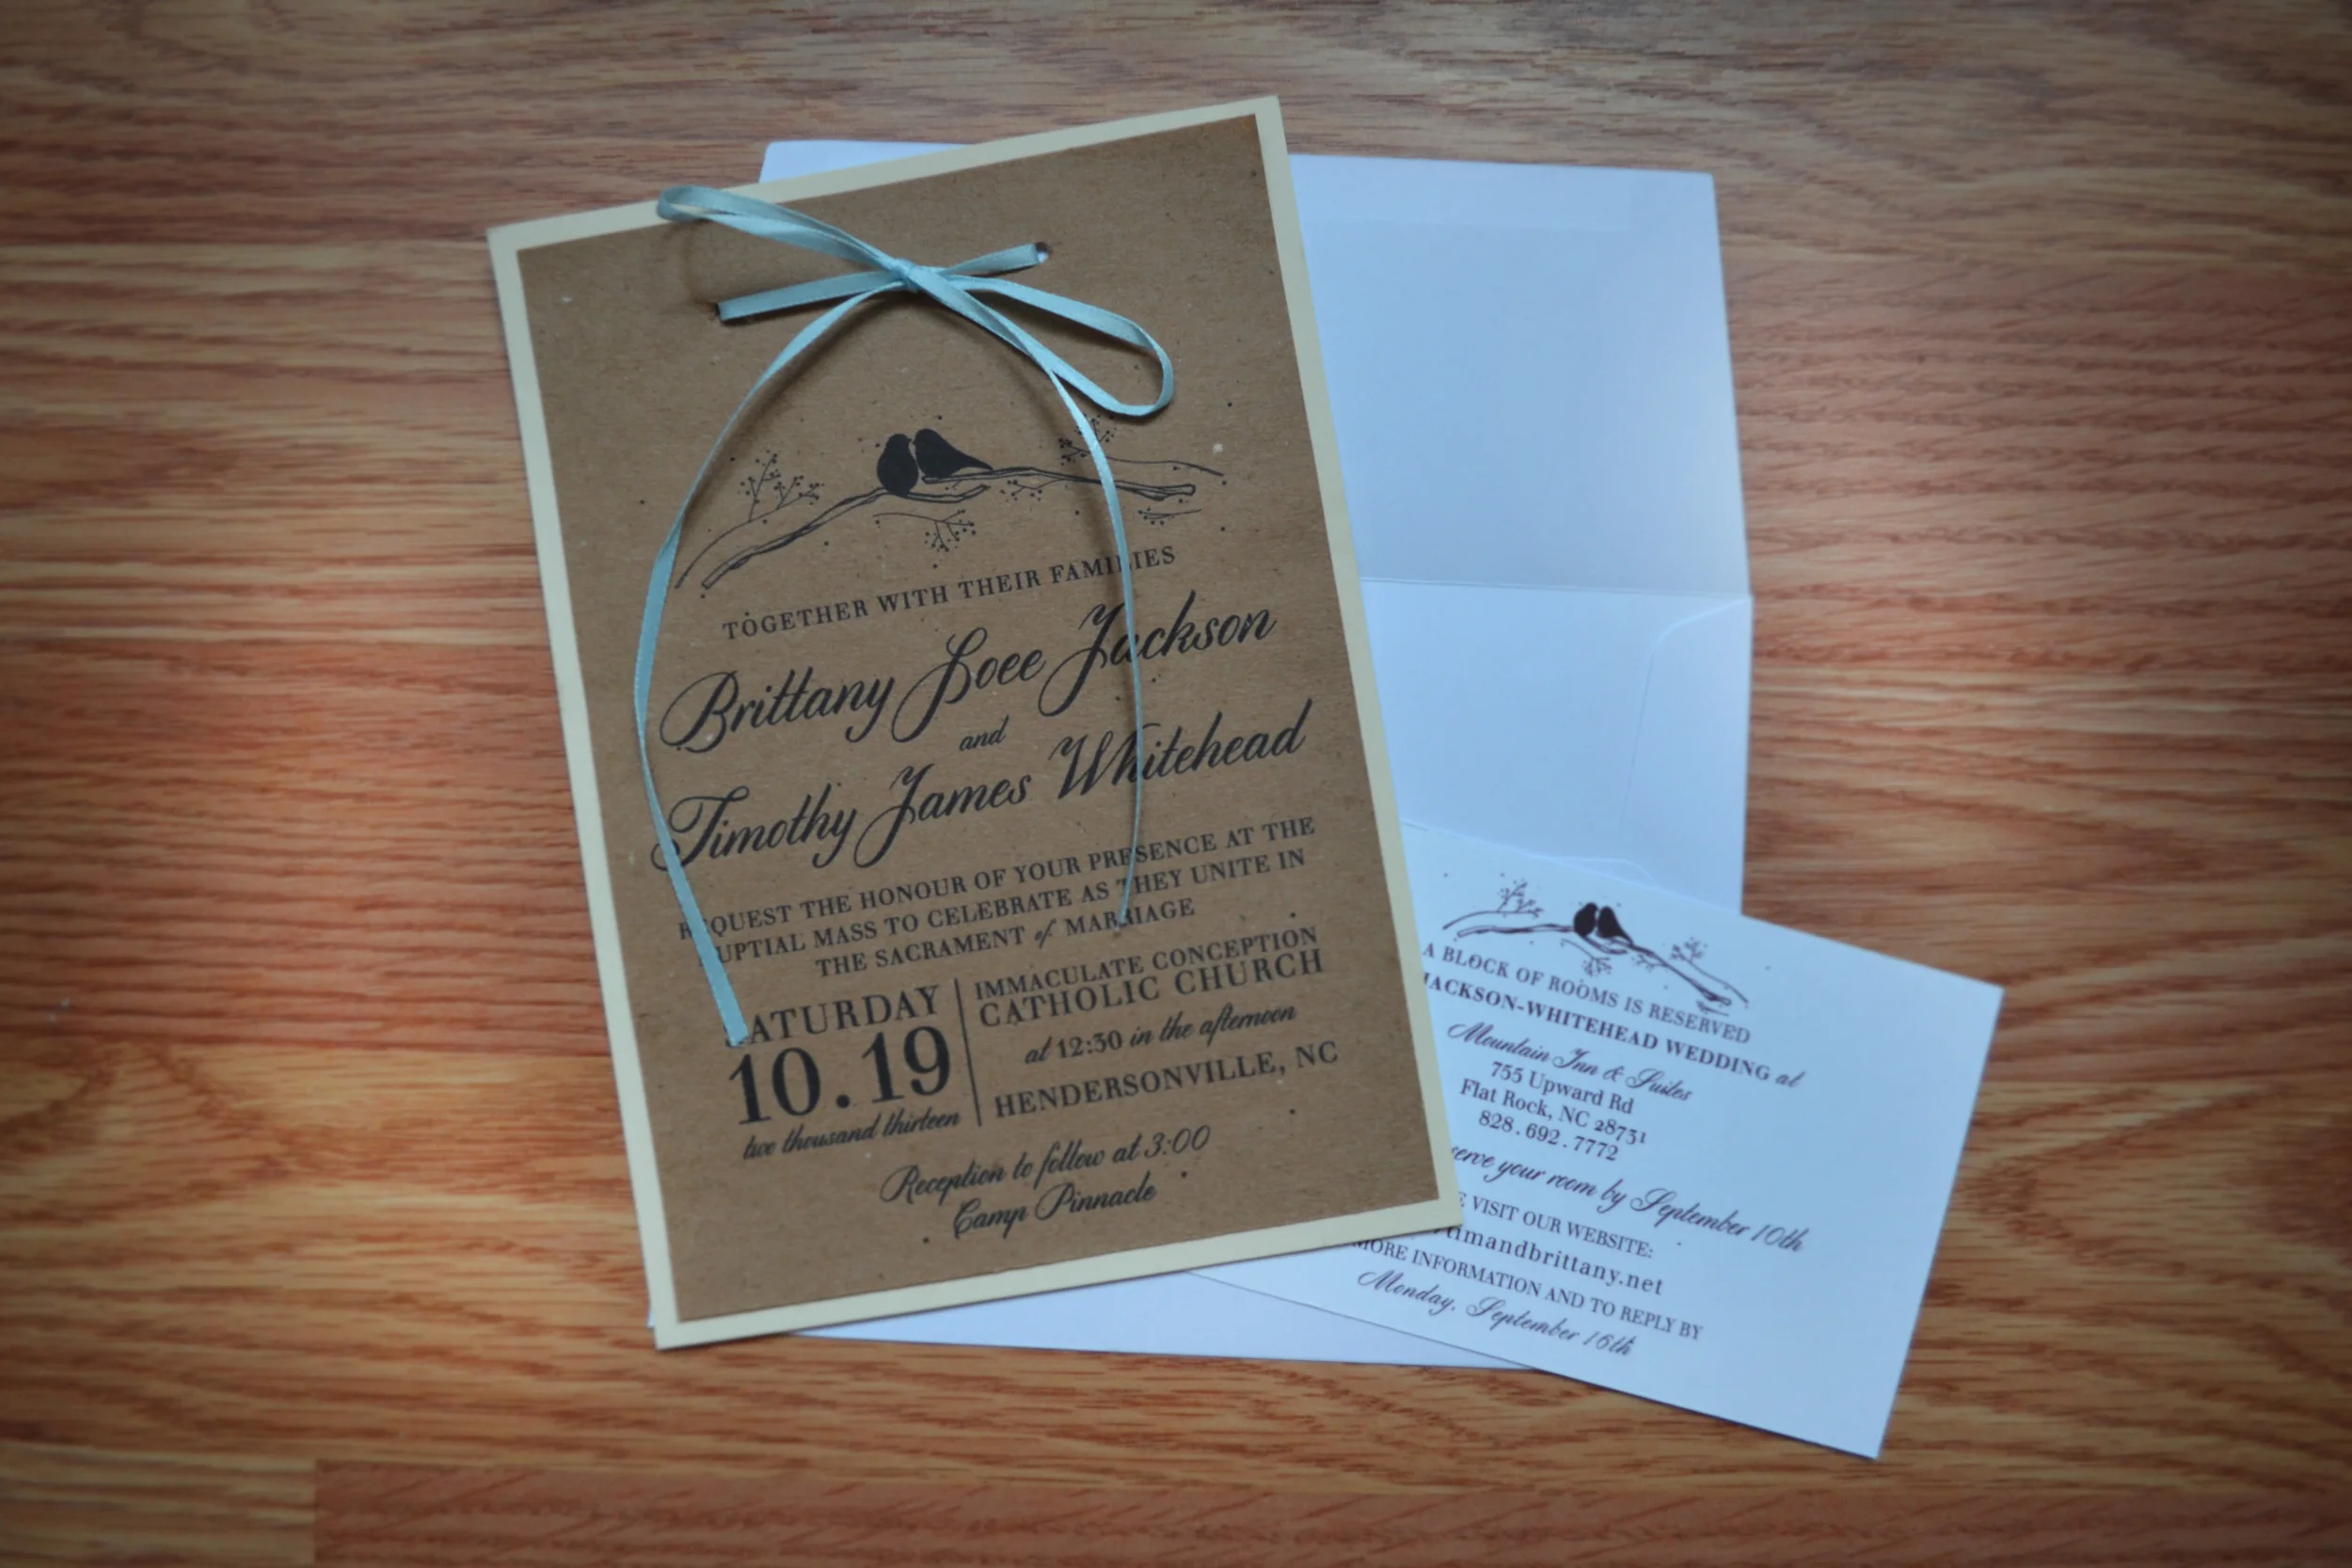 TOGETHER WITH THEIR FAMILIES
Brittany Loee Jackson
and
Timothy James Whitehead
REQUEST THE HONOUR OF YOUR PRESENCE AT THE
UPTIAL MASS TO CELEBRATE AS THEY UNITE IN
THE SACRAMENT of MARRIAGE
SATURDAY
10.19
two thousand thirteen
IMMACULATE CONCEPTION
CATHOLIC CHURCH
at 12:30 in the afternoon
HENDERSONVILLE, NC
Reception to follow at 3:00
Camp Pinnacle
A BLOCK OF ROOMS IS RESERVED
JACKSON-WHITEHEAD WEDDING at
Mountain Inn & Suites
755 Upward Rd
Flat Rock, NC 28731
828.692.7772
serve your room by September 10th
E VISIT OUR WEBSITE:
timandbrittany.net
MORE INFORMATION AND TO REPLY BY
Monday, September 16th